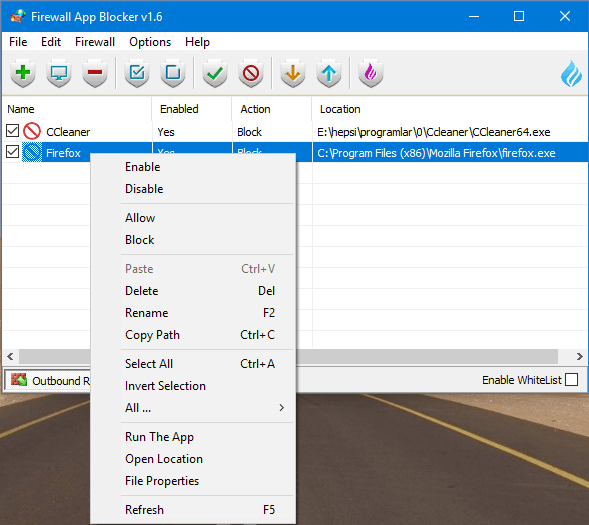 Firewall App Blocker v1.6
File Edit Firewall Options Help
Name Enabled Action Location
CCleaner Yes Block E:\hepsi\programlar\0\Ccleaner\CCleaner64.exe
Firefox Yes Block C:\Program Files (x86)\Mozilla Firefox\firefox.exe
Enable
Disable
Allow
Block
Paste Ctrl+V
Delete Del
Rename F2
Copy Path Ctrl+C
Select All Ctrl+A
Invert Selection
All ...
Outbound R
Enable WhiteList
Run The App
Open Location
File Properties
Refresh F5